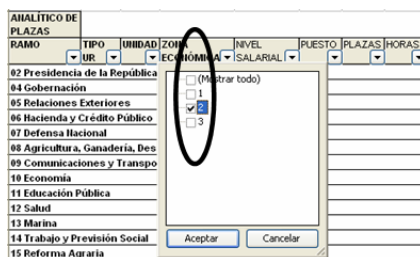 ANALÍTICO DE
PLAZAS
RAMO TIPO UR UNIDAD ZONA ECONÓMICA NIVEL SALARIAL PUESTO PLAZAS HORAS
(Mostrar todo)
1
2
3
Aceptar Cancelar
02 Presidencia de la República
04 Gobernación
05 Relaciones Exteriores
06 Hacienda y Crédito Público
07 Defensa Nacional
08 Agricultura, Ganadería, Des
09 Comunicaciones y Transpo
10 Economía
11 Educación Pública
12 Salud
13 Marina
14 Trabajo y Previsión Social
15 Reforma Agraria